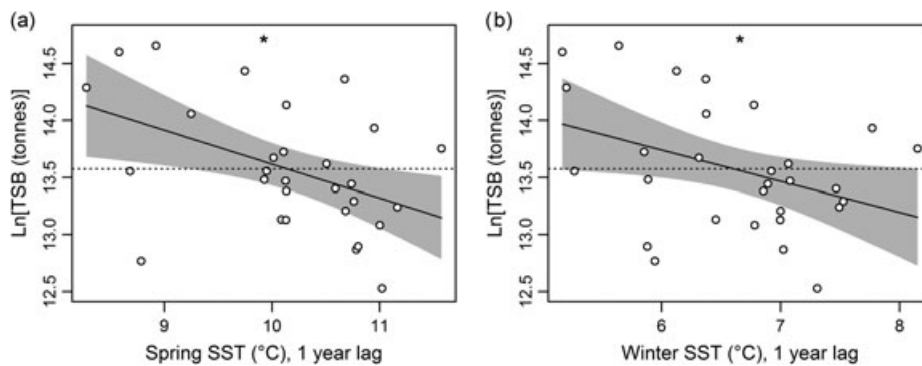 (a)
Ln[TSB (tonnes)]
14.5
14.0
13.5
13.0
12.5
*
9 10 11
Spring SST (°C), 1 year lag
(b)
Ln[TSB (tonnes)]
14.5
14.0
13.5
13.0
12.5
*
6 7 8
Winter SST (°C), 1 year lag